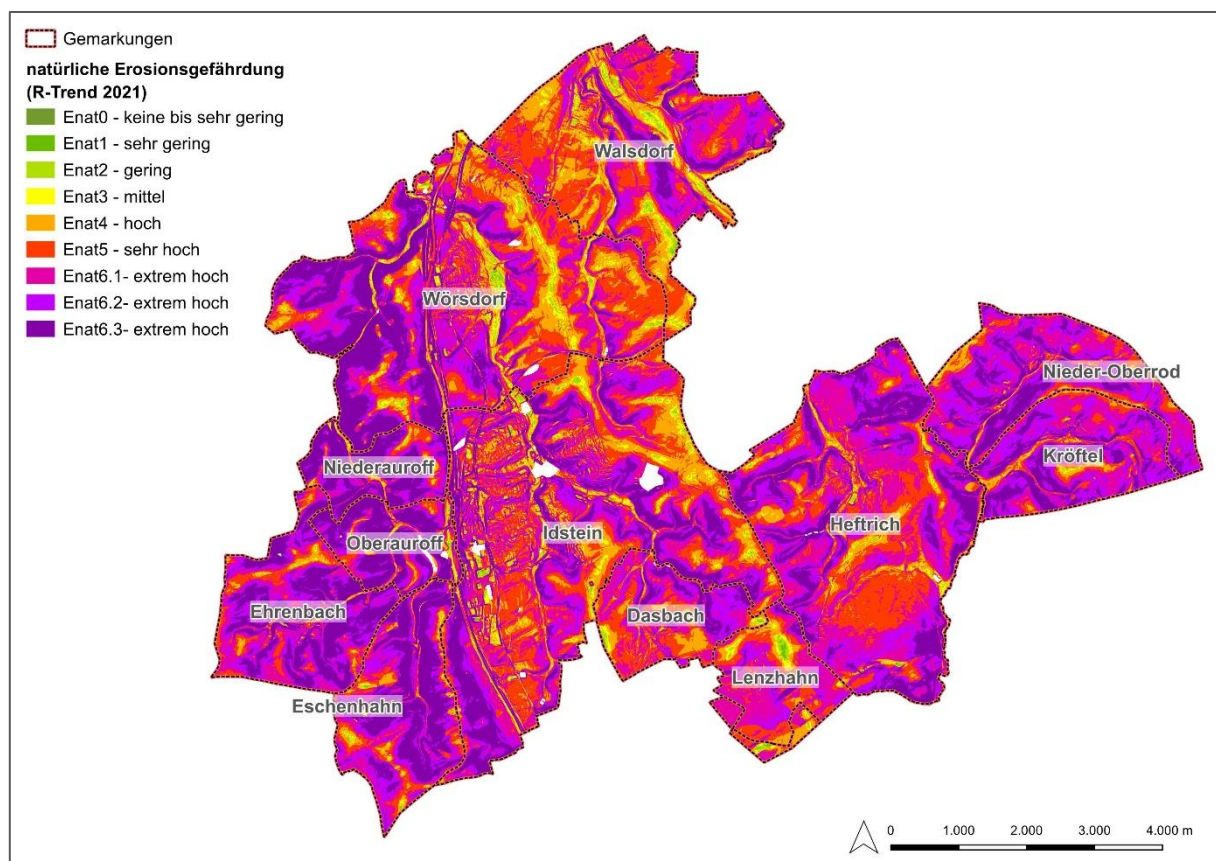 Gemarkungen
natürliche Erosionsgefährdung
(R-Trend 2021)
Enat0 - keine bis sehr gering
Enat1 - sehr gering
Enat2 - gering
Enat3 - mittel
Enat4 - hoch
Enat5 - sehr hoch
Enat6.1- extrem hoch
Enat6.2- extrem hoch
Enat6.3- extrem hoch
Walsdorf
Wörsdorf
Nieder-Oberrod
Kröftel
Niederauroff
Heftrich
Oberauroff
Idstein
Ehrenbach
Dasbach
Lenzhahn
Eschenhahn
0 1.000 2.000 3.000 4.000 m